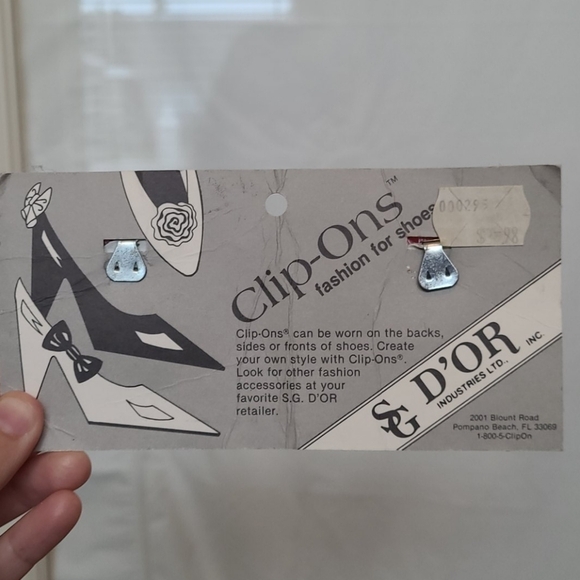 Clip-Ons™
fashion for shoes
000295
Clip-Ons® can be worn on the backs,
sides or fronts of shoes. Create
your own style with Clip-Ons®.
Look for other fashion
accessories at your
favorite S.G. D'OR
retailer.
SG D'OR
INDUSTRIES LTD., INC.
2001 Blount Road
Pompano Beach, FL 33069
1-800-5-ClipOn